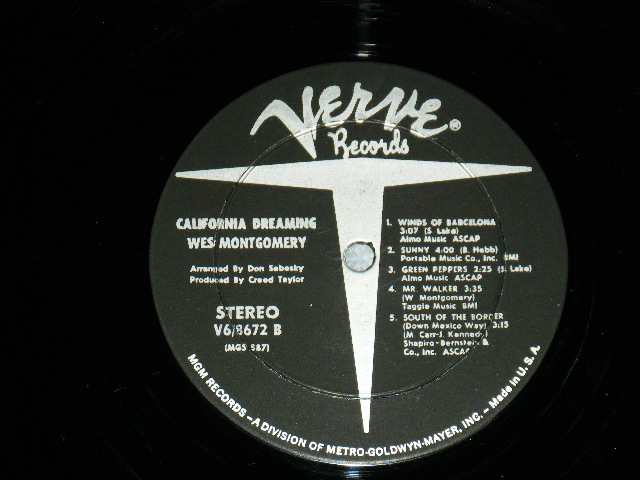 Verve®
Records
CALIFORNIA DREAMING
WES MONTGOMERY
Arranged By Don Sebesky
Produced By Creed Taylor
STEREO
V6/8672 B
(MGS 587)
1. WINDS OF BARCELONA
3:07 (S. Lake)
Almo Music ASCAP
2. SUNNY 4:00 (B. Hebb)
Portable Music Co., Inc. BMI
3. GREEN PEPPERS 2:25 (S. Lake)
Almo Music ASCAP
4. MR. WALKER 3:35
(W. Montgomery)
Taggie Music BMI
5. SOUTH OF THE BORDER
(Down Mexico Way) 3:15
(M. Carr-J. Kennedy)
Shapiro-Bernstein &
Co., Inc. ASCAP
MGM RECORDS – A DIVISION OF METRO-GOLDWYN-MAYER, INC. – Made in U.S.A.